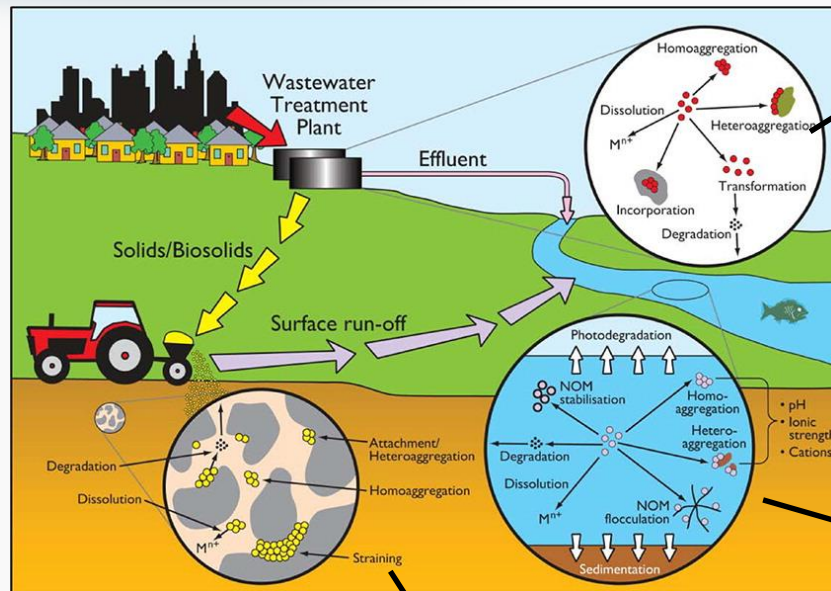 Wastewater
Treatment
Plant
Effluent
Solids/Biosolids
Surface run-off
Homoaggregation
Dissolution
Mⁿ⁺
Heteroaggregation
Incorporation
Transformation
Degradation
Photodegradation
NOM
stabilisation
Homo-
aggregation
Hetero-
aggregation
• pH
• Ionic
strength
• Cations
Degradation
Dissolution
Mⁿ⁺
NOM
flocculation
Sedimentation
Attachment/
Heteroaggregation
Degradation
Homoaggregation
Dissolution
Mⁿ⁺
Straining